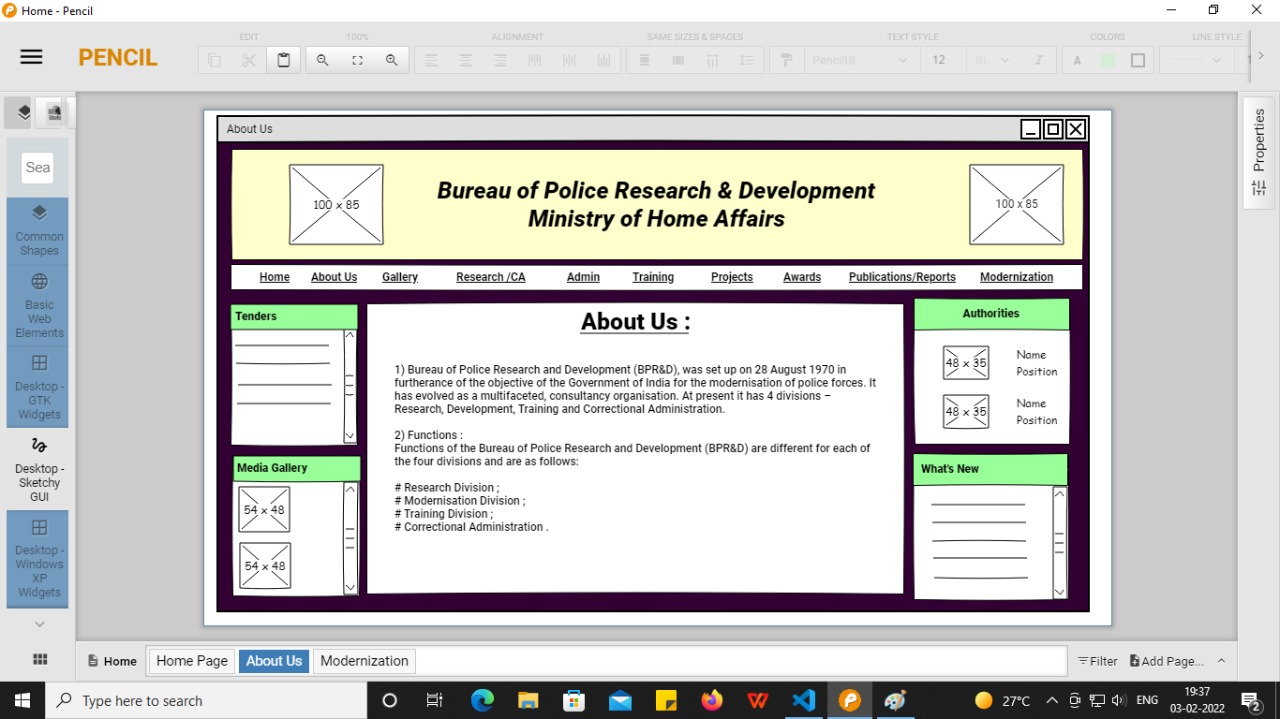 Home - Pencil
EDIT
100%
ALIGNMENT
SAME SIZES & SPACES
TEXT STYLE
COLORS
LINE STYLE
PENCIL
PencilUI
12
A
Sea
Common Shapes
Basic Web Elements
Desktop - GTK Widgets
Desktop - Sketchy GUI
Desktop - Windows XP Widgets
Properties
About Us
100 x 85
Bureau of Police Research & Development
Ministry of Home Affairs
100 x 85
Home About Us Gallery Research /CA Admin Training Projects Awards Publications/Reports Modernization
Tenders
Media Gallery
54 x 48
54 x 48
About Us :
1) Bureau of Police Research and Development (BPR&D), was set up on 28 August 1970 in
furtherance of the objective of the Government of India for the modernisation of police forces. It
has evolved as a multifaceted, consultancy organisation. At present it has 4 divisions –
Research, Development, Training and Correctional Administration.
2) Functions :
Functions of the Bureau of Police Research and Development (BPR&D) are different for each of
the four divisions and are as follows:
# Research Division ;
# Modernisation Division ;
# Training Division ;
# Correctional Administration .
Authorities
48 x 35 Name
Position
48 x 35 Name
Position
What's New
Home
Home Page About Us Modernization
Filter Add Page...
Type here to search
27°C
ENG
19:37
03-02-2022
2